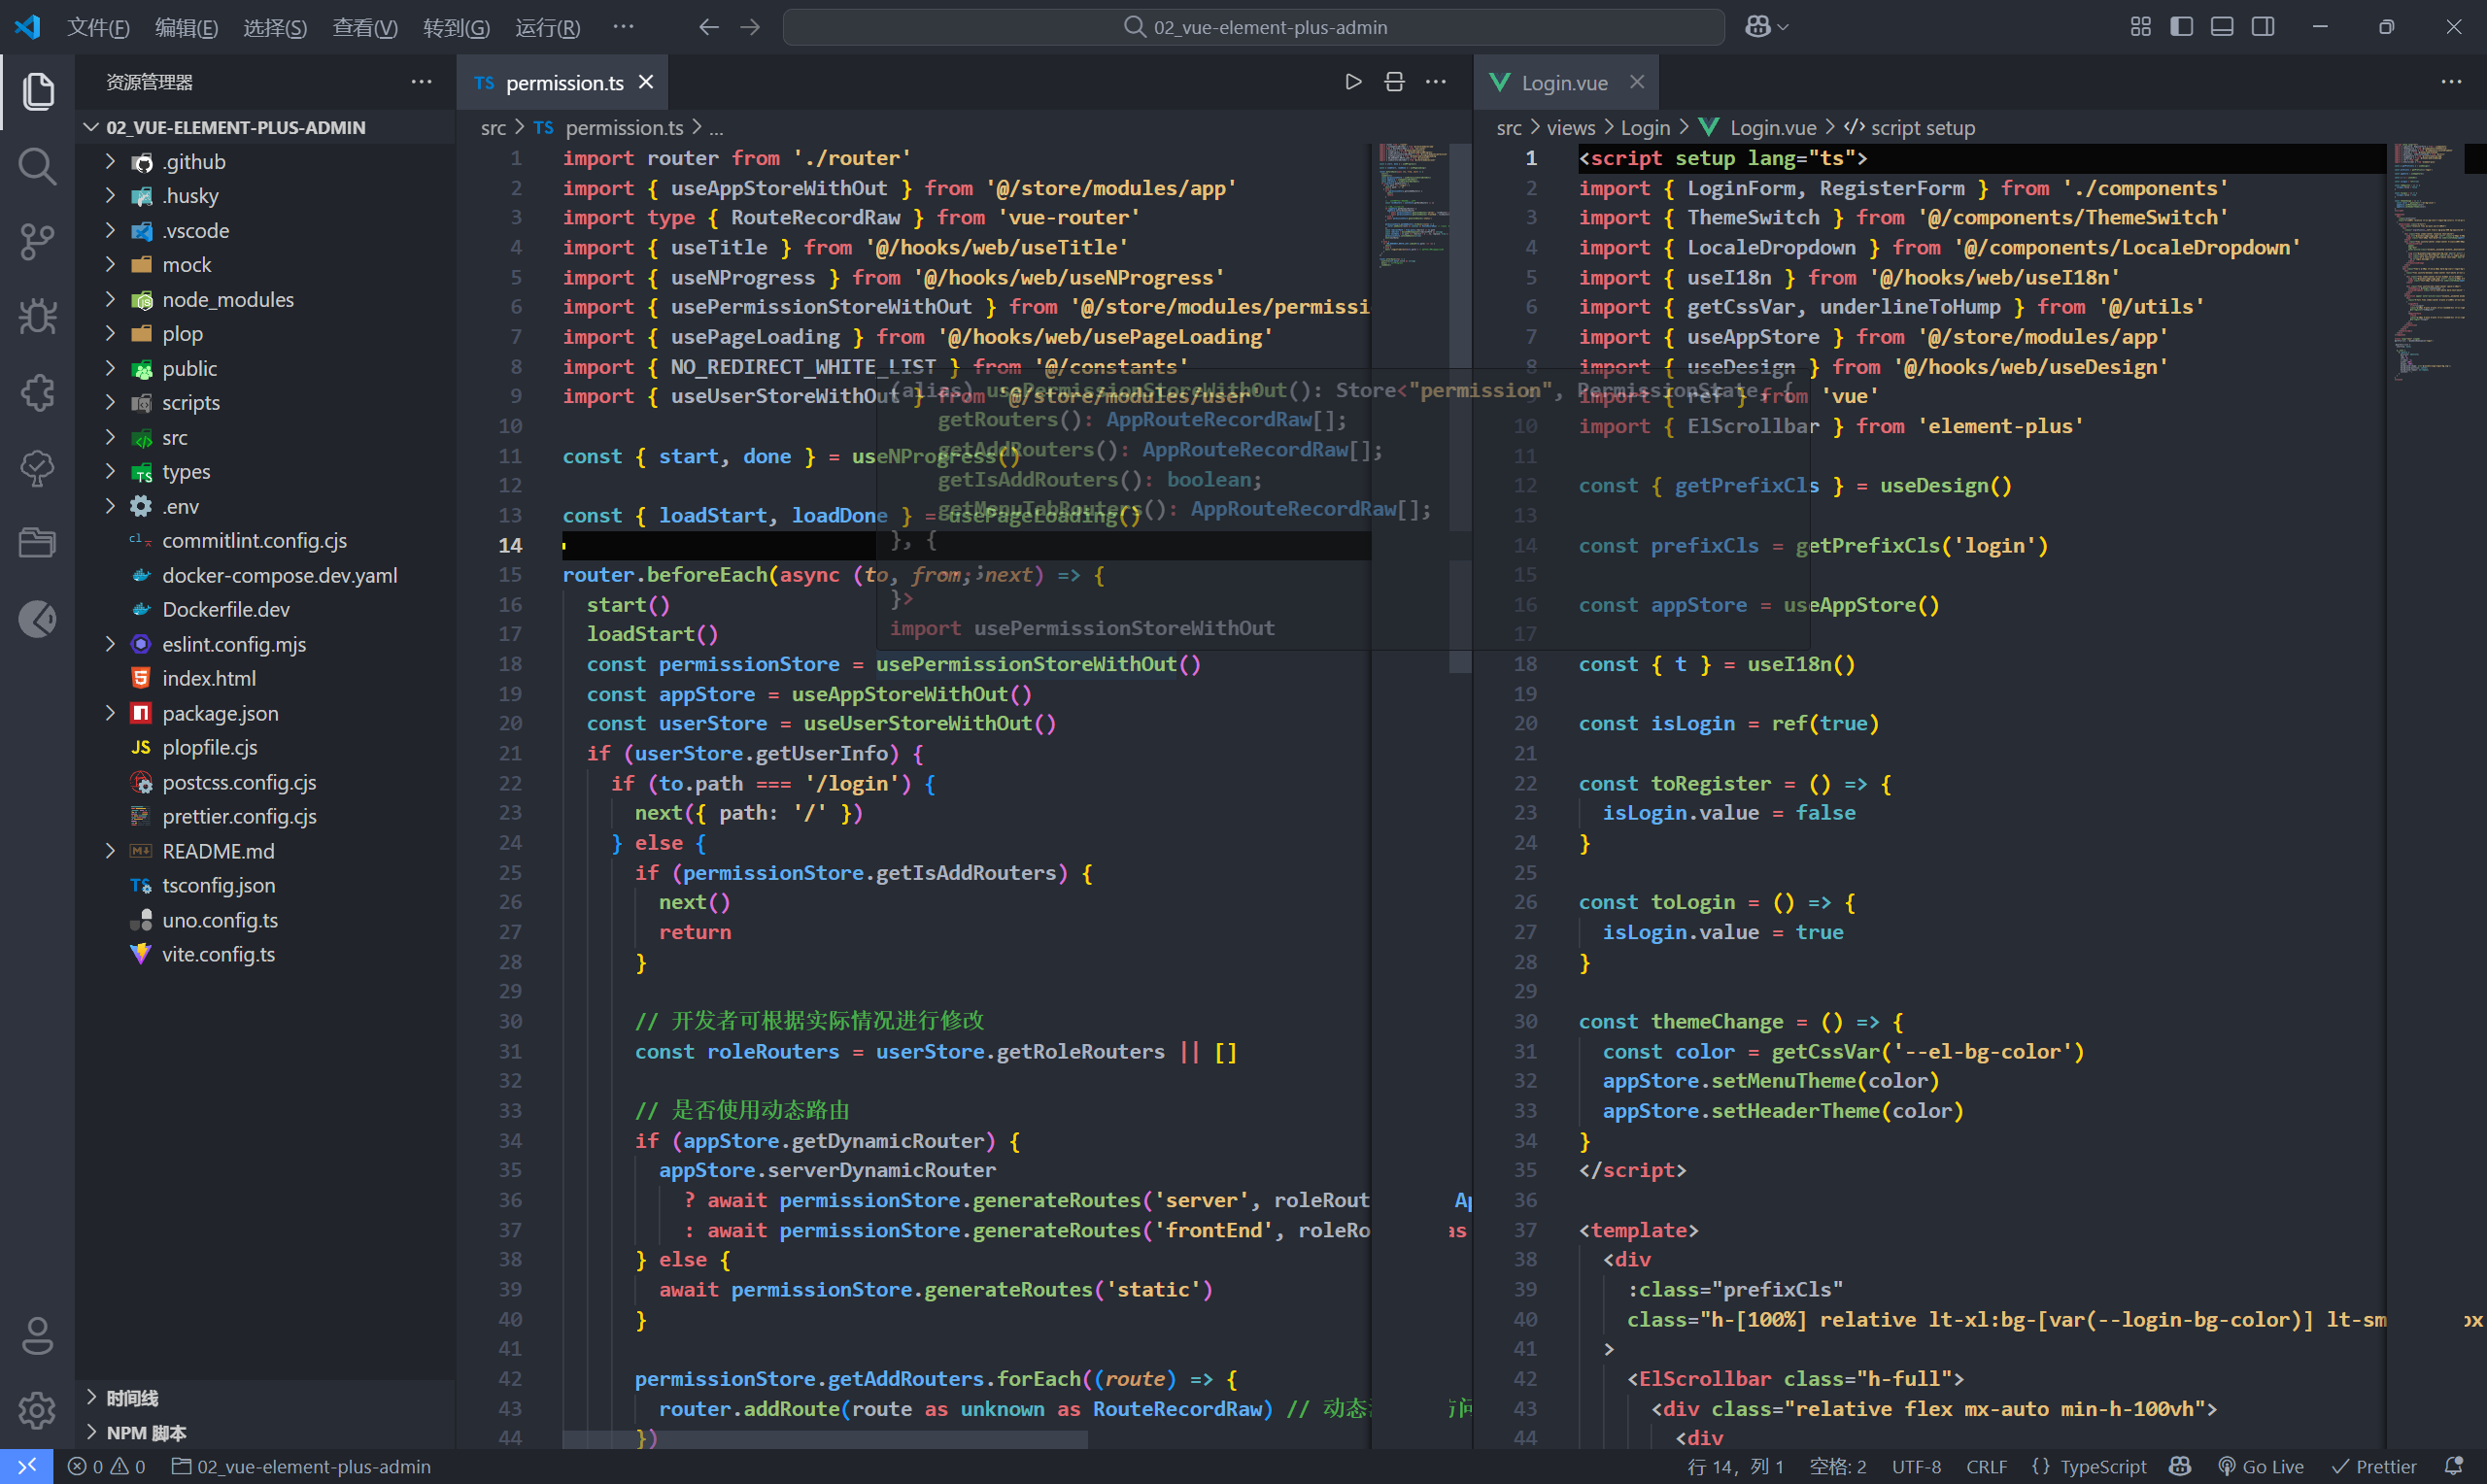 文件(F) 编辑(E) 选择(S) 查看(V) 转到(G) 运行(R) ··· 02_vue-element-plus-admin
资源管理器
02_VUE-ELEMENT-PLUS-ADMIN
.github
.husky
.vscode
mock
node_modules
plop
public
scripts
src
types
.env
commitlint.config.cjs
docker-compose.dev.yaml
Dockerfile.dev
eslint.config.mjs
index.html
package.json
plopfile.cjs
postcss.config.cjs
prettier.config.cjs
README.md
tsconfig.json
uno.config.ts
vite.config.ts
时间线
NPM 脚本
TS permission.ts
src > TS permission.ts > ...
1 import router from './router'
2 import { useAppStoreWithOut } from '@/store/modules/app'
3 import type { RouteRecordRaw } from 'vue-router'
4 import { useTitle } from '@/hooks/web/useTitle'
5 import { useNProgress } from '@/hooks/web/useNProgress'
6 import { usePermissionStoreWithOut } from '@/store/modules/permissi
7 import { usePageLoading } from '@/hooks/web/usePageLoading'
8 import { NO_REDIRECT_WHITE_LIST } from '@/constants'
9 import { useUserStoreWithOut } from '@/store/modules/user'
10
11 const { start, done } = useNProgress()
12
13 const { loadStart, loadDone } = usePageLoading()
14
15 router.beforeEach(async (to, from, next) => {
16 start()
17 loadStart()
18 const permissionStore = usePermissionStoreWithOut()
19 const appStore = useAppStoreWithOut()
20 const userStore = useUserStoreWithOut()
21 if (userStore.getUserInfo) {
22 if (to.path === '/login') {
23 next({ path: '/' })
24 } else {
25 if (permissionStore.getIsAddRouters) {
26 next()
27 return
28 }
29
30 // 开发者可根据实际情况进行修改
31 const roleRouters = userStore.getRoleRouters || []
32
33 // 是否使用动态路由
34 if (appStore.getDynamicRouter) {
35 appStore.serverDynamicRouter
36 ? await permissionStore.generateRoutes('server', roleRout
37 : await permissionStore.generateRoutes('frontEnd', roleRo as
38 } else {
39 await permissionStore.generateRoutes('static')
40 }
41
42 permissionStore.getAddRouters.forEach((route) => {
43 router.addRoute(route as unknown as RouteRecordRaw) // 动态
44 })
(alias) usePermissionStoreWithOut(): Store<"permission", PermissionState, {
getRouters(): AppRouteRecordRaw[];
getAddRouters(): AppRouteRecordRaw[];
getIsAddRouters(): boolean;
getMenuTabRouters(): AppRouteRecordRaw[];
}, {
...;
}>
import usePermissionStoreWithOut
Login.vue
src > views > Login > Login.vue > script setup
1 <script setup lang="ts">
2 import { LoginForm, RegisterForm } from './components'
3 import { ThemeSwitch } from '@/components/ThemeSwitch'
4 import { LocaleDropdown } from '@/components/LocaleDropdown'
5 import { useI18n } from '@/hooks/web/useI18n'
6 import { getCssVar, underlineToHump } from '@/utils'
7 import { useAppStore } from '@/store/modules/app'
8 import { useDesign } from '@/hooks/web/useDesign'
9 import { ref } from 'vue'
10 import { ElScrollbar } from 'element-plus'
11
12 const { getPrefixCls } = useDesign()
13
14 const prefixCls = getPrefixCls('login')
15
16 const appStore = useAppStore()
17
18 const { t } = useI18n()
19
20 const isLogin = ref(true)
21
22 const toRegister = () => {
23 isLogin.value = false
24 }
25
26 const toLogin = () => {
27 isLogin.value = true
28 }
29
30 const themeChange = () => {
31 const color = getCssVar('--el-bg-color')
32 appStore.setMenuTheme(color)
33 appStore.setHeaderTheme(color)
34 }
35 </script>
36
37 <template>
38 <div
39 :class="prefixCls"
40 class="h-[100%] relative lt-xl:bg-[var(--login-bg-color)] lt-sm
41 >
42 <ElScrollbar class="h-full">
43 <div class="relative flex mx-auto min-h-100vh">
44 <div
0 0 02_vue-element-plus-admin 行 14，列 1 空格: 2 UTF-8 CRLF {} TypeScript Go Live Prettier